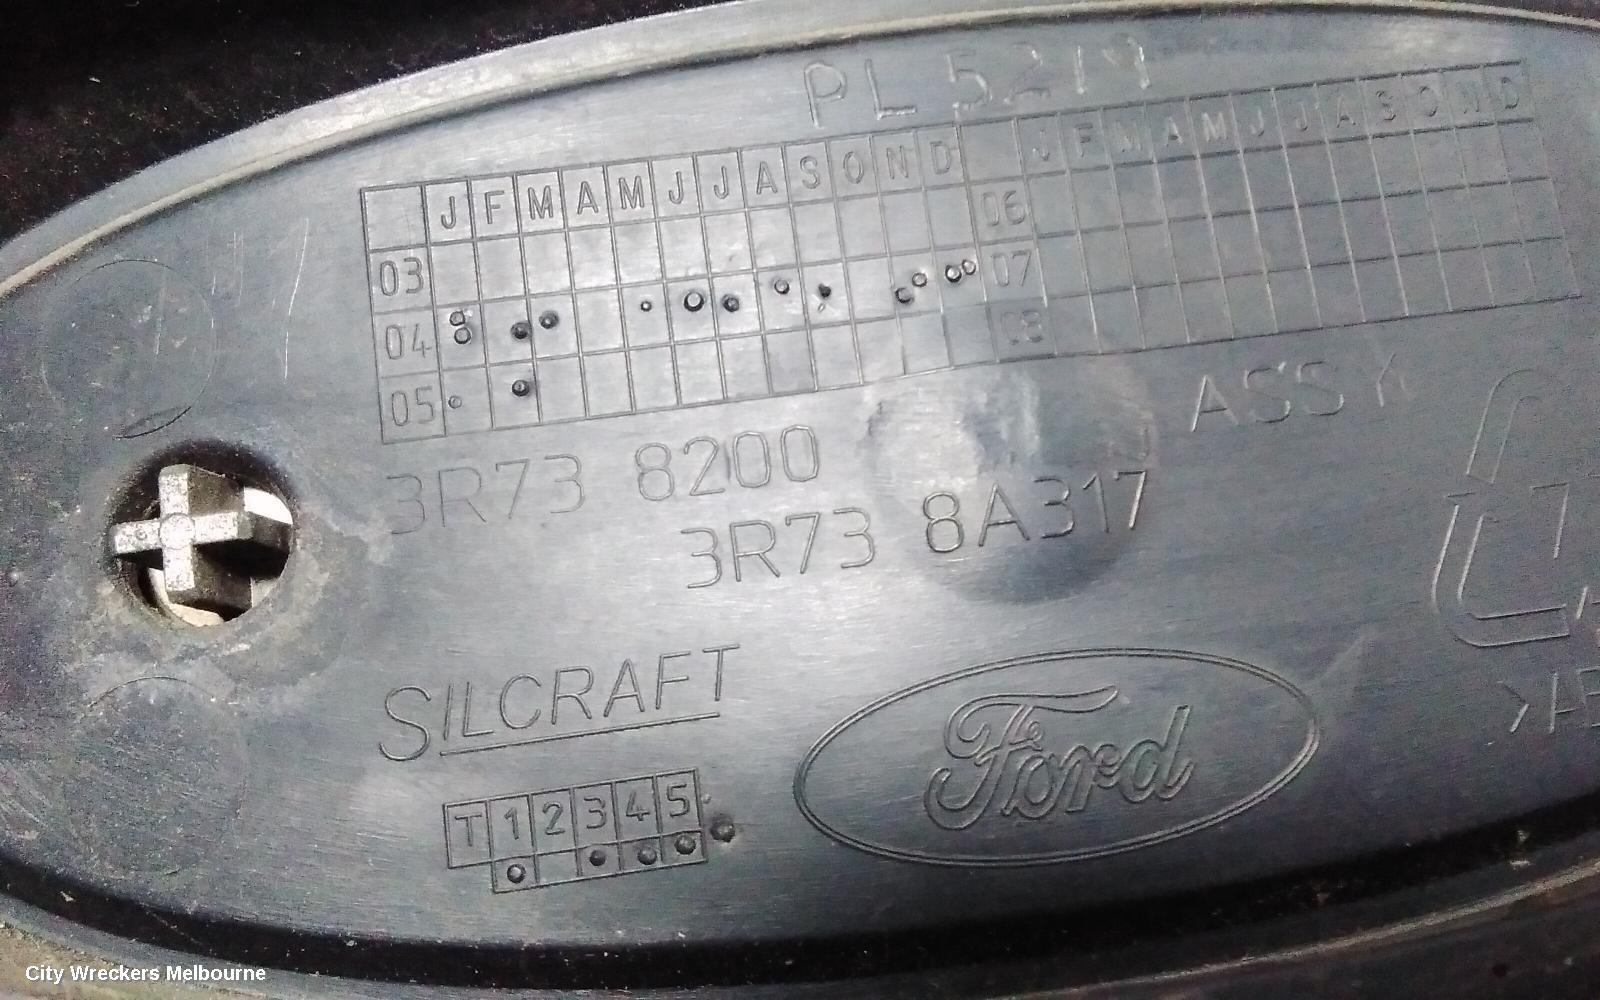 PL 5219
J F M A M J J A S O N D J F M A M J J A S O N D
03 06
04 07
05 08
ASSY
3R73 8200
3R73 8A317
SILCRAFT
Ford
T 1 2 3 4 5
City Wreckers Melbourne